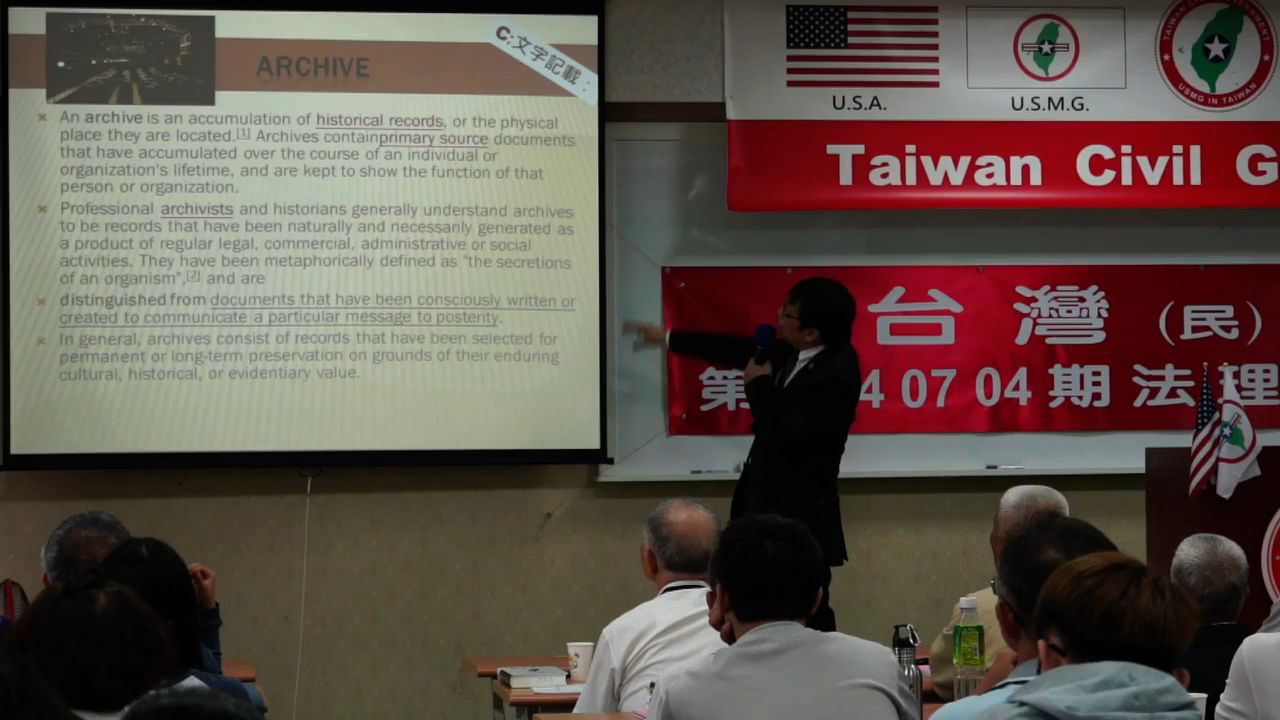 C:文字記載:
ARCHIVE
An archive is an accumulation of historical records, or the physical
place they are located.[1] Archives containprimary source documents
that have accumulated over the course of an individual or
organization's lifetime, and are kept to show the function of that
person or organization.
Professional archivists and historians generally understand archives
to be records that have been naturally and necessarily generated as
a product of regular legal, commercial, administrative or social
activities. They have been metaphorically defined as "the secretions
of an organism",[2] and are
distinguished from documents that have been consciously written or
created to communicate a particular message to posterity.
In general, archives consist of records that have been selected for
permanent or long-term preservation on grounds of their enduring
cultural, historical, or evidentiary value.
U.S.A.
U.S.M.G.
USMG IN TAIWAN
Taiwan Civil G
台灣(民)
第 4 07 04 期法理